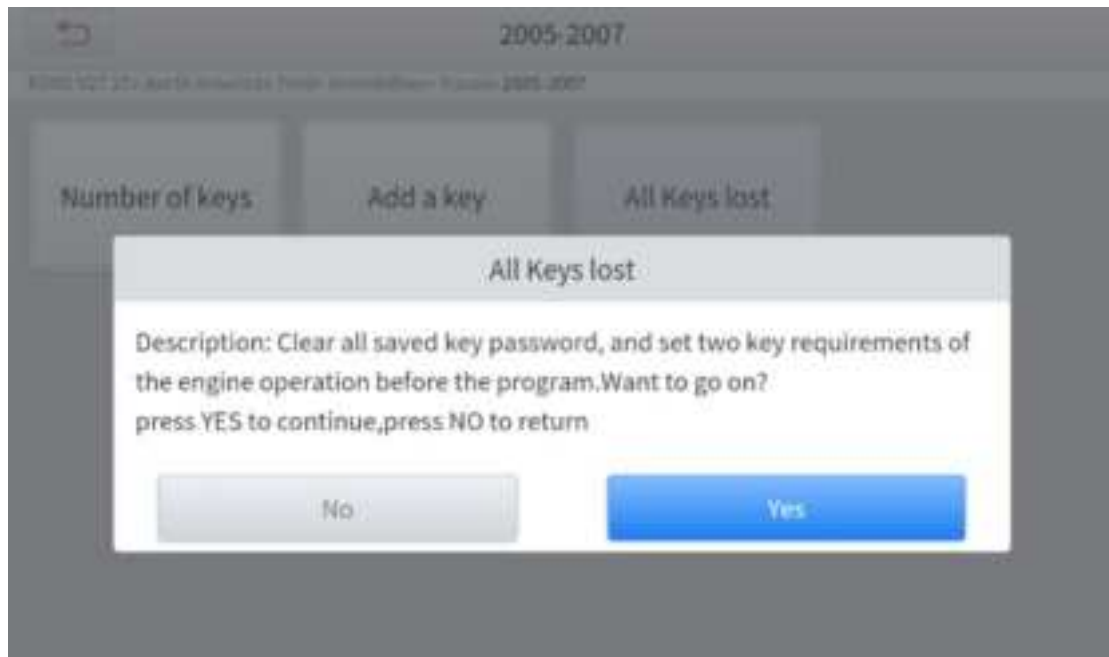 2005-2007
2005-2007
Number of keys
Add a key
All Keys lost
All Keys lost
Description: Clear all saved key password, and set two key requirements of
the engine operation before the program.Want to go on?
press YES to continue,press NO to return
No
Yes